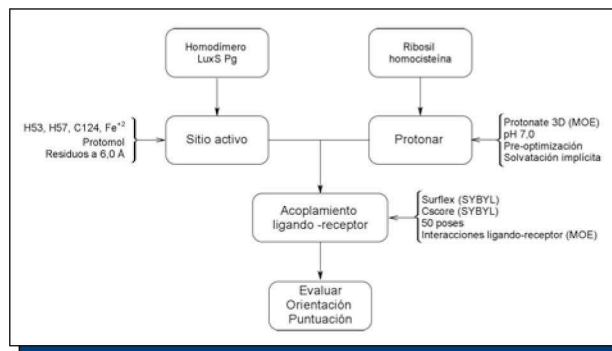 Homodímero
LuxS Pg
Ribosil
homocisteína
H53, H57, C124, Fe+2
Protomol
Residuos a 6,0 Å
Sitio activo
Protonar
Protonate 3D (MOE)
pH 7,0
Pre-optimización
Solvatación implícita
Acoplamiento
ligando -receptor
Surflex (SYBYL)
Cscore (SYBYL)
50 poses
Interacciones ligando-receptor (MOE)
Evaluar
Orientación
Puntuación